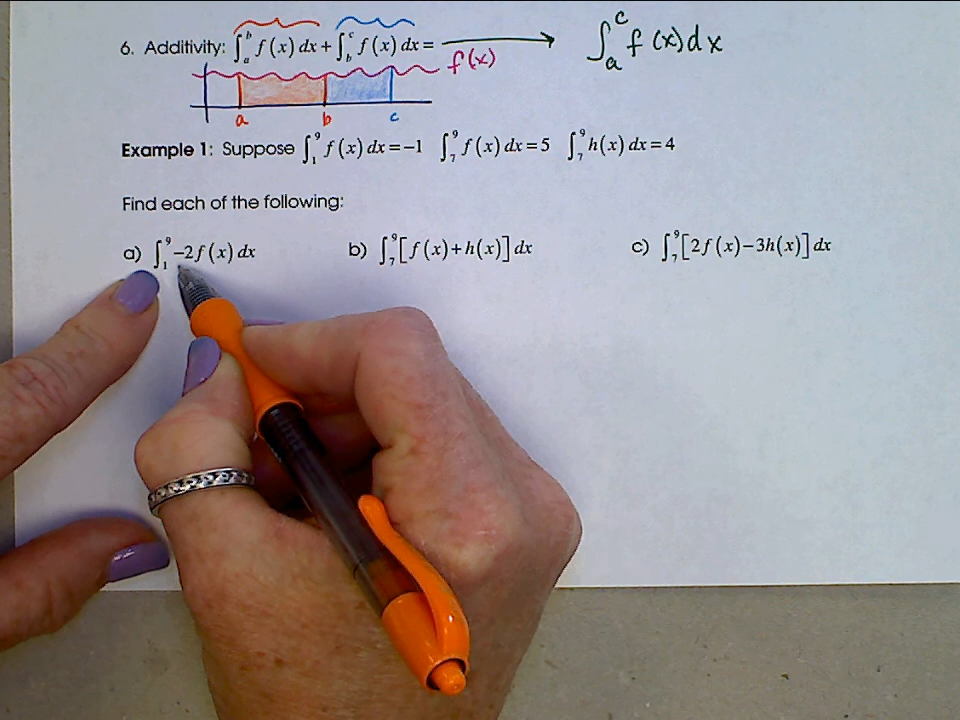 6. Additivity: ∫_a^b f(x) dx + ∫_b^c f(x) dx = ⟶ ∫_a^c f(x) dx
f(x)
a b c
Example 1: Suppose ∫_1^9 f(x) dx = −1 ∫_7^9 f(x) dx = 5 ∫_7^9 h(x) dx = 4
Find each of the following:
a) ∫_1^9 −2f(x) dx b) ∫_7^9 [f(x) + h(x)] dx c) ∫_7^9 [2f(x) − 3h(x)] dx